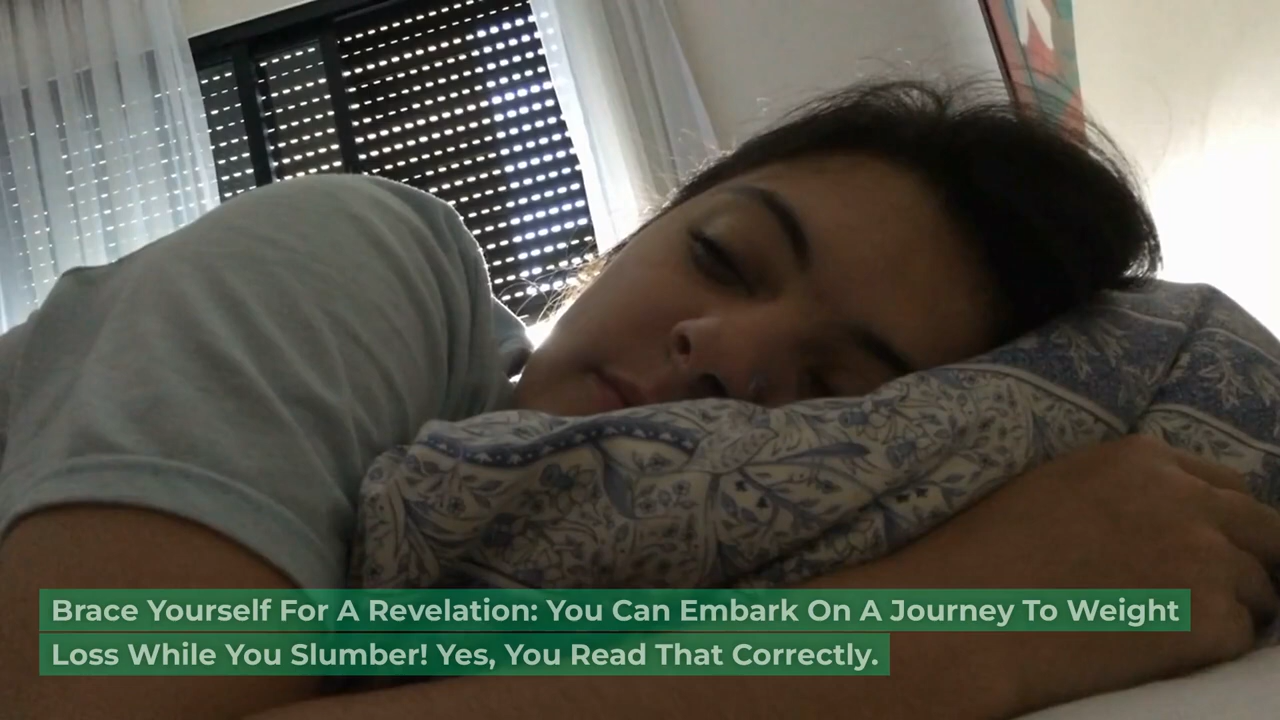 Brace Yourself For A Revelation: You Can Embark On A Journey To Weight
Loss While You Slumber! Yes, You Read That Correctly.